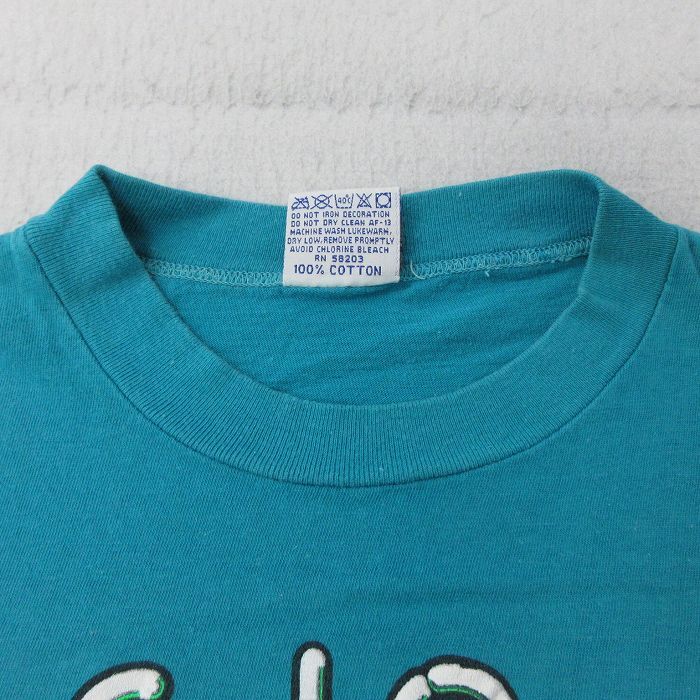 40°C
DO NOT IRON DECORATION
DO NOT DRY CLEAN AF-13
MACHINE WASH LUKEWARM,
DRY LOW, REMOVE PROMPTLY
AVOID CHLORINE BLEACH
RN 58203
100% COTTON